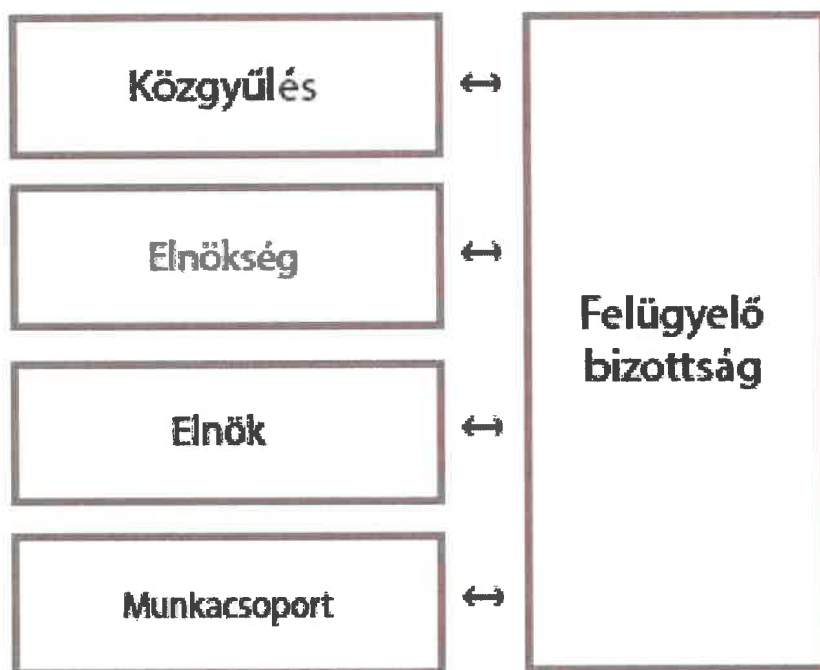 Közgyűlés
Elnökség
Elnök
Munkacsoport
Felügyelő
bizottság